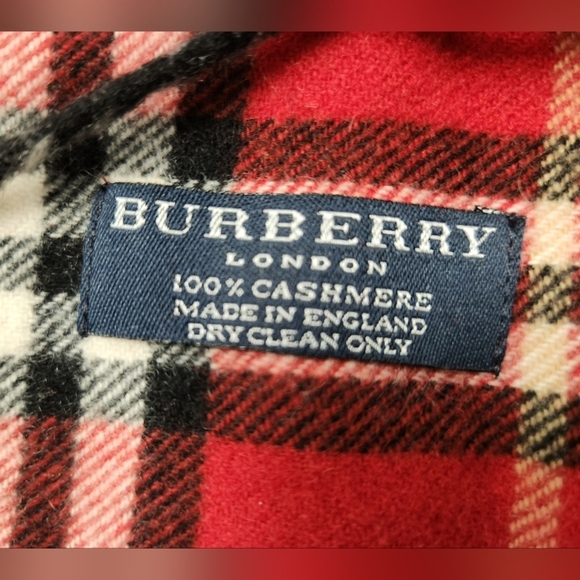 BURBERRY
LONDON
100% CASHMERE
MADE IN ENGLAND
DRY CLEAN ONLY